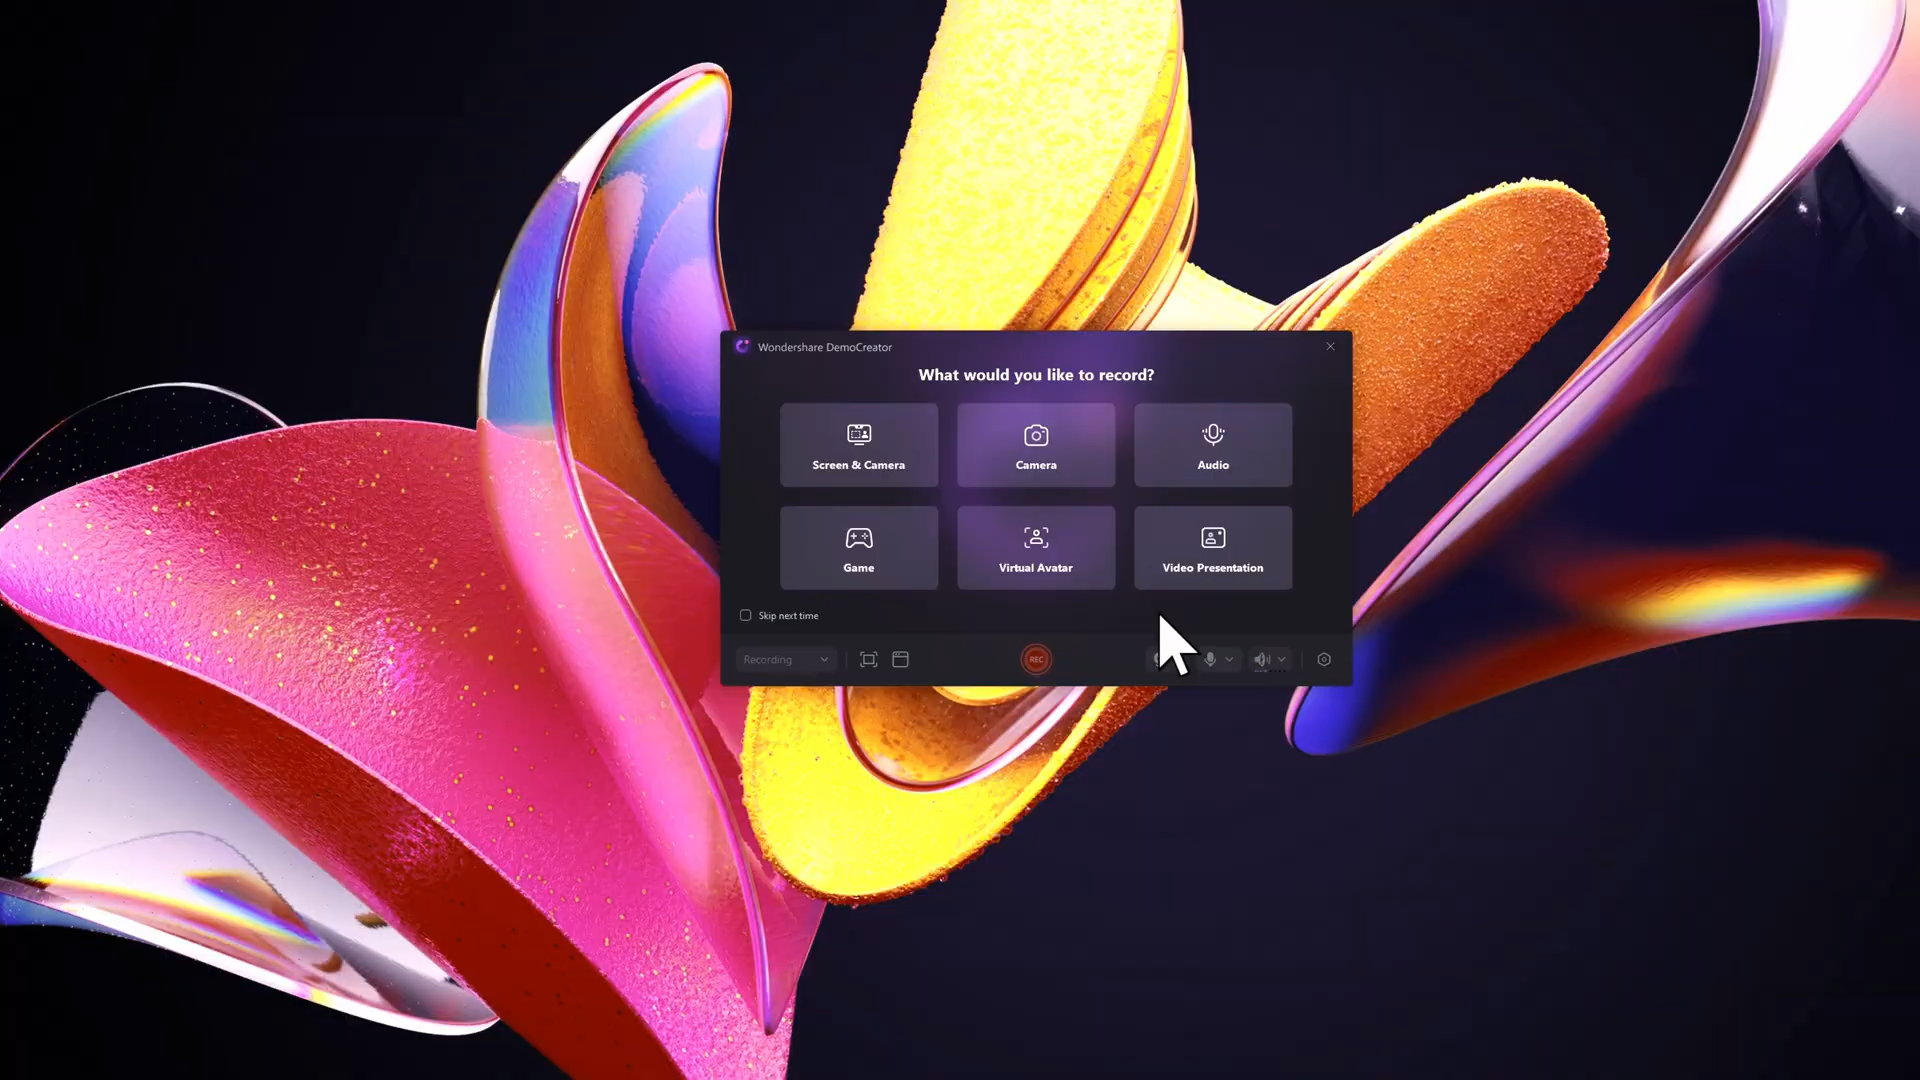 Wondershare DemoCreator
What would you like to record?
Screen & Camera
Camera
Audio
Game
Virtual Avatar
Video Presentation
Skip next time
Recording
REC